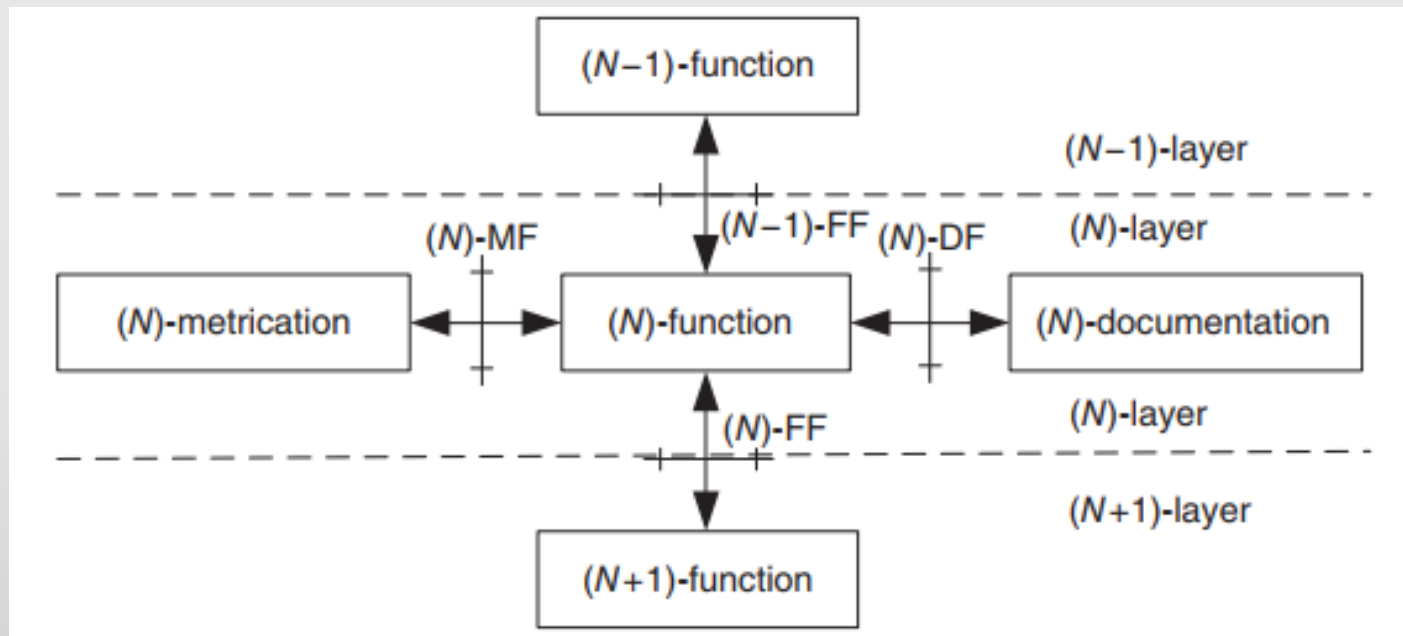 (N−1)-function
(N−1)-layer
(N)-MF
(N−1)-FF
(N)-DF
(N)-layer
(N)-metrication
(N)-function
(N)-documentation
(N)-FF
(N)-layer
(N+1)-layer
(N+1)-function